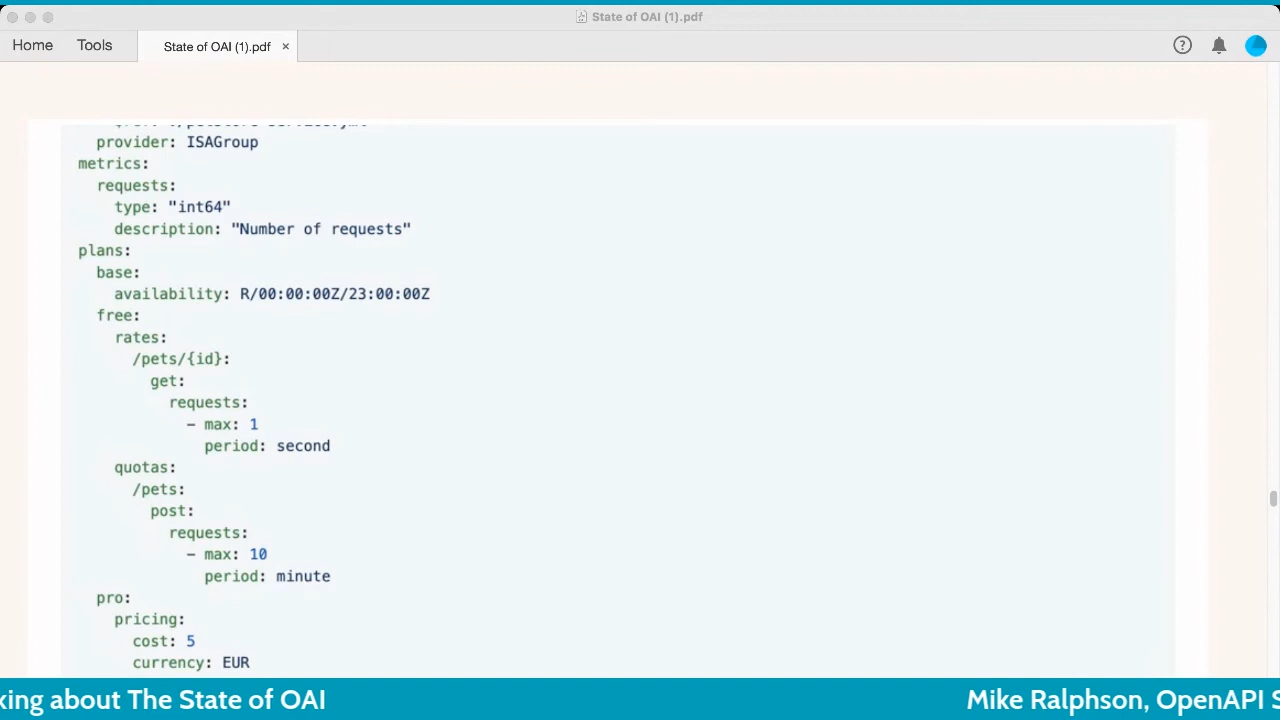 State of OAI (1).pdf
Home Tools State of OAI (1).pdf ×
provider: ISAGroup
metrics:
requests:
type: "int64"
description: "Number of requests"
plans:
base:
availability: R/00:00:00Z/23:00:00Z
free:
rates:
/pets/{id}:
get:
requests:
- max: 1
period: second
quotas:
/pets:
post:
requests:
- max: 10
period: minute
pro:
pricing:
cost: 5
currency: EUR
king about The State of OAI Mike Ralphson, OpenAPI S